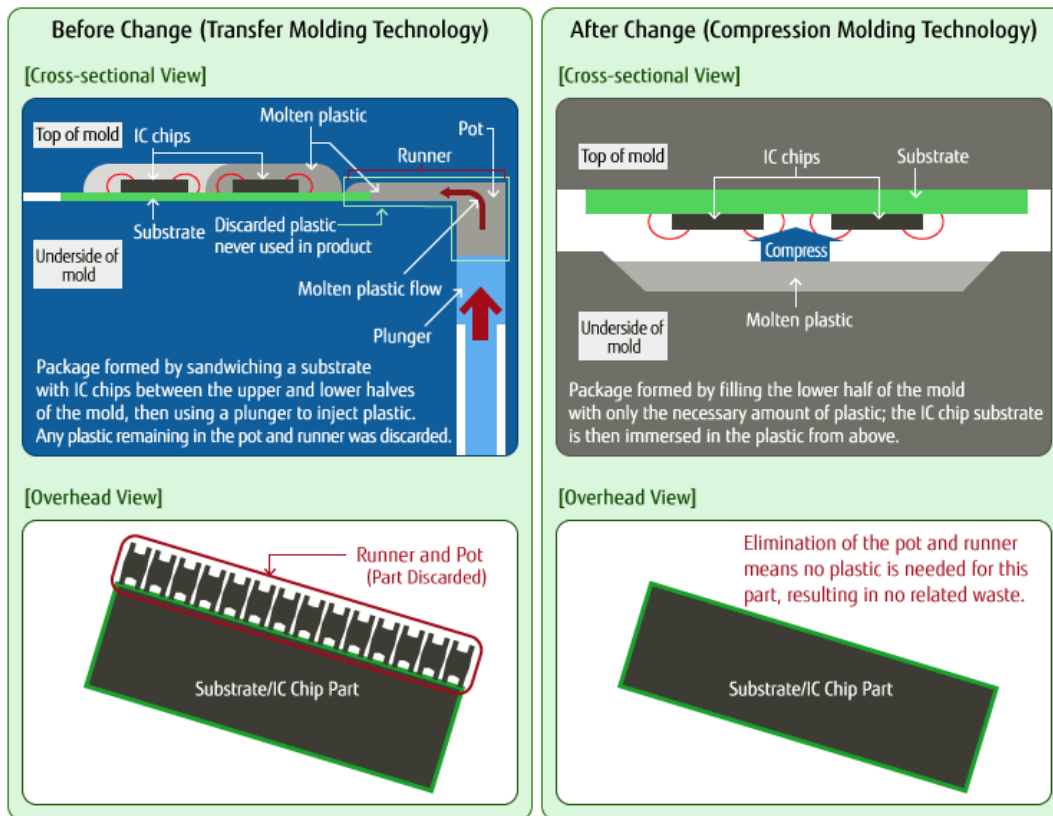 Before Change (Transfer Molding Technology)
[Cross-sectional View]
Molten plastic
Pot
Top of mold
IC chips
Runner
Substrate
Discarded plastic
never used in product
Underside of
mold
Molten plastic flow
Plunger
Package formed by sandwiching a substrate
with IC chips between the upper and lower halves
of the mold, then using a plunger to inject plastic.
Any plastic remaining in the pot and runner was discarded.
[Overhead View]
Runner and Pot
(Part Discarded)
Substrate/IC Chip Part
After Change (Compression Molding Technology)
[Cross-sectional View]
Top of mold
IC chips
Substrate
Compress
Molten plastic
Underside of
mold
Package formed by filling the lower half of the mold
with only the necessary amount of plastic; the IC chip substrate
is then immersed in the plastic from above.
[Overhead View]
Elimination of the pot and runner
means no plastic is needed for this
part, resulting in no related waste.
Substrate/IC Chip Part